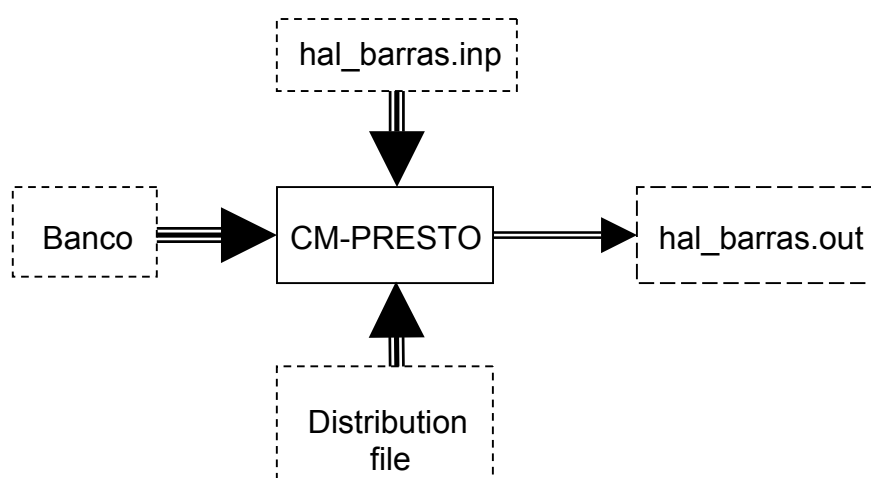 hal_barras.inp
Banco
CM-PRESTO
hal_barras.out
Distribution
file